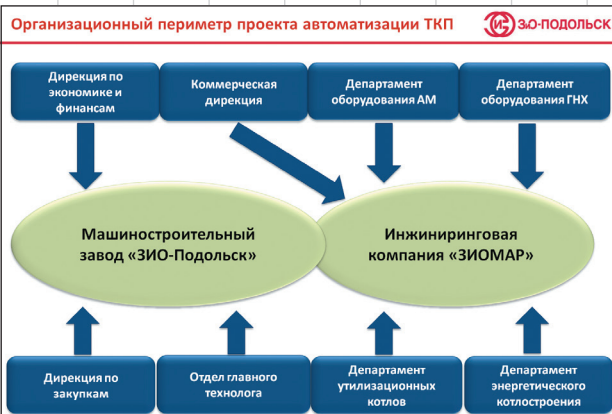 Организационный периметр проекта автоматизации ТКП
ЗИО-ПОДОЛЬСК
Дирекция по
экономике и
финансам
Коммерческая
дирекция
Департамент
оборудования АМ
Департамент
оборудования ГНХ
Машиностроительный
завод «ЗИО-Подольск»
Инжиниринговая
компания «ЗИОМАР»
Дирекция по
закупкам
Отдел главного
технолога
Департамент
утилизационных
котлов
Департамент
энергетического
котлостроения